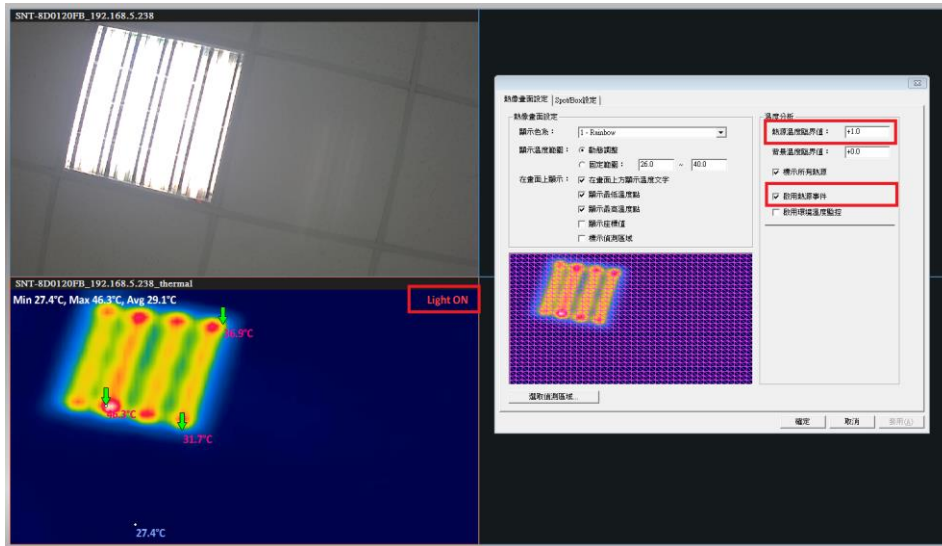 SNT-8D0120FB_192.168.5.238
熱像畫面設定
SpotBox設定
熱像畫面設定
顯示色系：
1 - Rainbow
顯示溫度範圍：
動態調整
固定範圍：
26.0
~
40.0
在畫面上顯示：
在畫面上方顯示溫度文字
顯示最低溫度點
顯示最高溫度點
顯示座標值
標示偵測區域
溫度分析
熱源溫度臨界值：
+1.0
背景溫度臨界值：
+0.0
標示所有熱源
啟用熱源事件
啟用環境溫度監控
選取偵測區域...
確定
取消
套用(A)
SNT-8D0120FB_192.168.5.238_thermal
Min 27.4°C, Max 46.3°C, Avg 29.1°C
Light ON
46.3°C
31.7°C
27.4°C